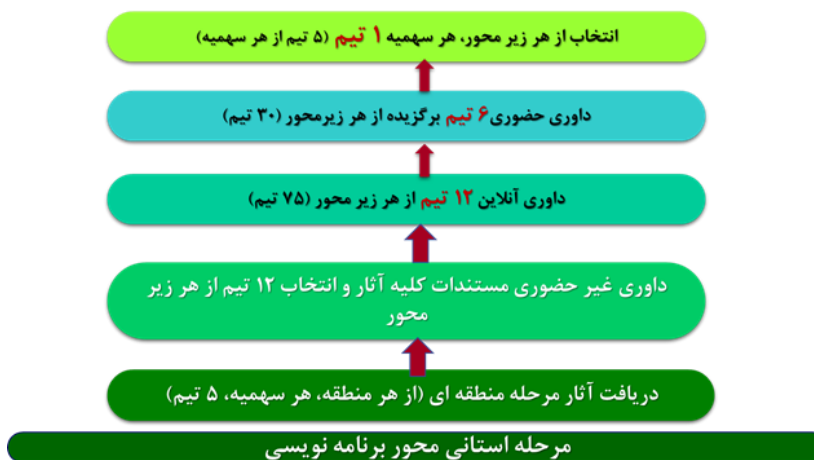 انتخاب از هر زیر محور، هر سهمیه ۱ تیم (۵ تیم از هر سهمیه)
داوری حضوری ۶ تیم برگزیده از هر زیرمحور (۳۰ تیم)
داوری آنلاین ۱۲ تیم از هر زیر محور (۷۵ تیم)
داوری غیر حضوری مستندات کلیه آثار و انتخاب ۱۲ تیم از هر زیر
محور
دریافت آثار مرحله منطقه ای (از هر منطقه، هر سهمیه، ۵ تیم)
مرحله استانی محور برنامه نویسی